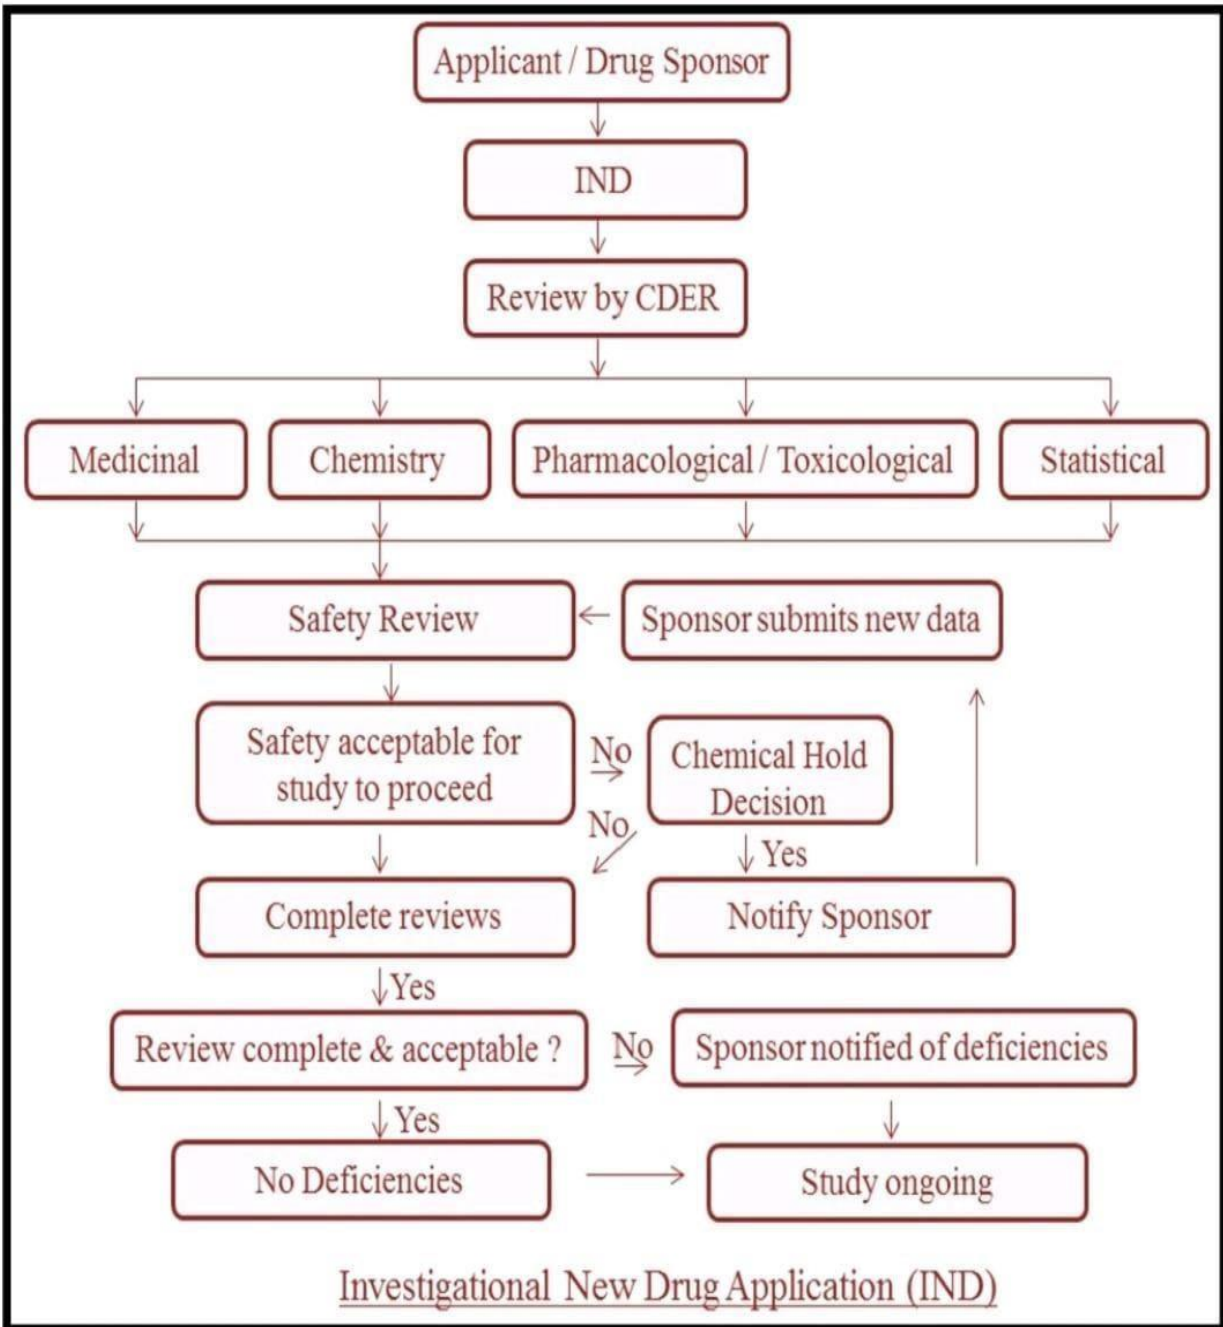 Applicant / Drug Sponsor
IND
Review by CDER
Medicinal
Chemistry
Pharmacological / Toxicological
Statistical
Safety Review
Sponsor submits new data
Safety acceptable for
study to proceed
No
Chemical Hold
Decision
No
Yes
Complete reviews
Notify Sponsor
Yes
Review complete & acceptable ?
No
Sponsor notified of deficiencies
Yes
No Deficiencies
Study ongoing
Investigational New Drug Application (IND)